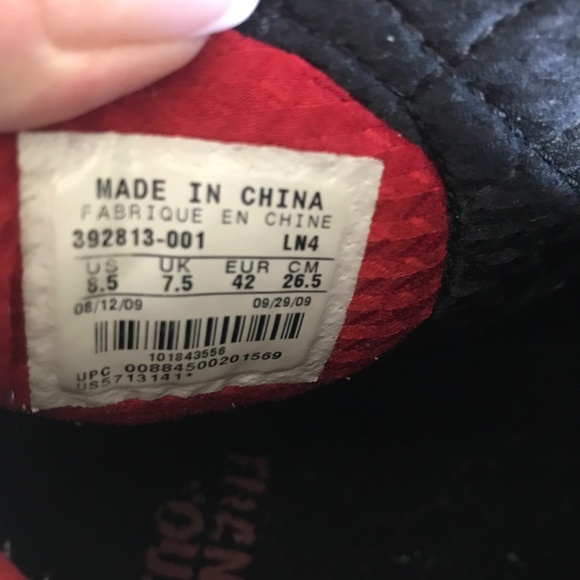 MADE IN CHINA
FABRIQUE EN CHINE
392813-001 LN4
US UK EUR CM
8.5 7.5 42 26.5
08/12/09 09/29/09
101843556
UPC 00884500201569
US5713141*